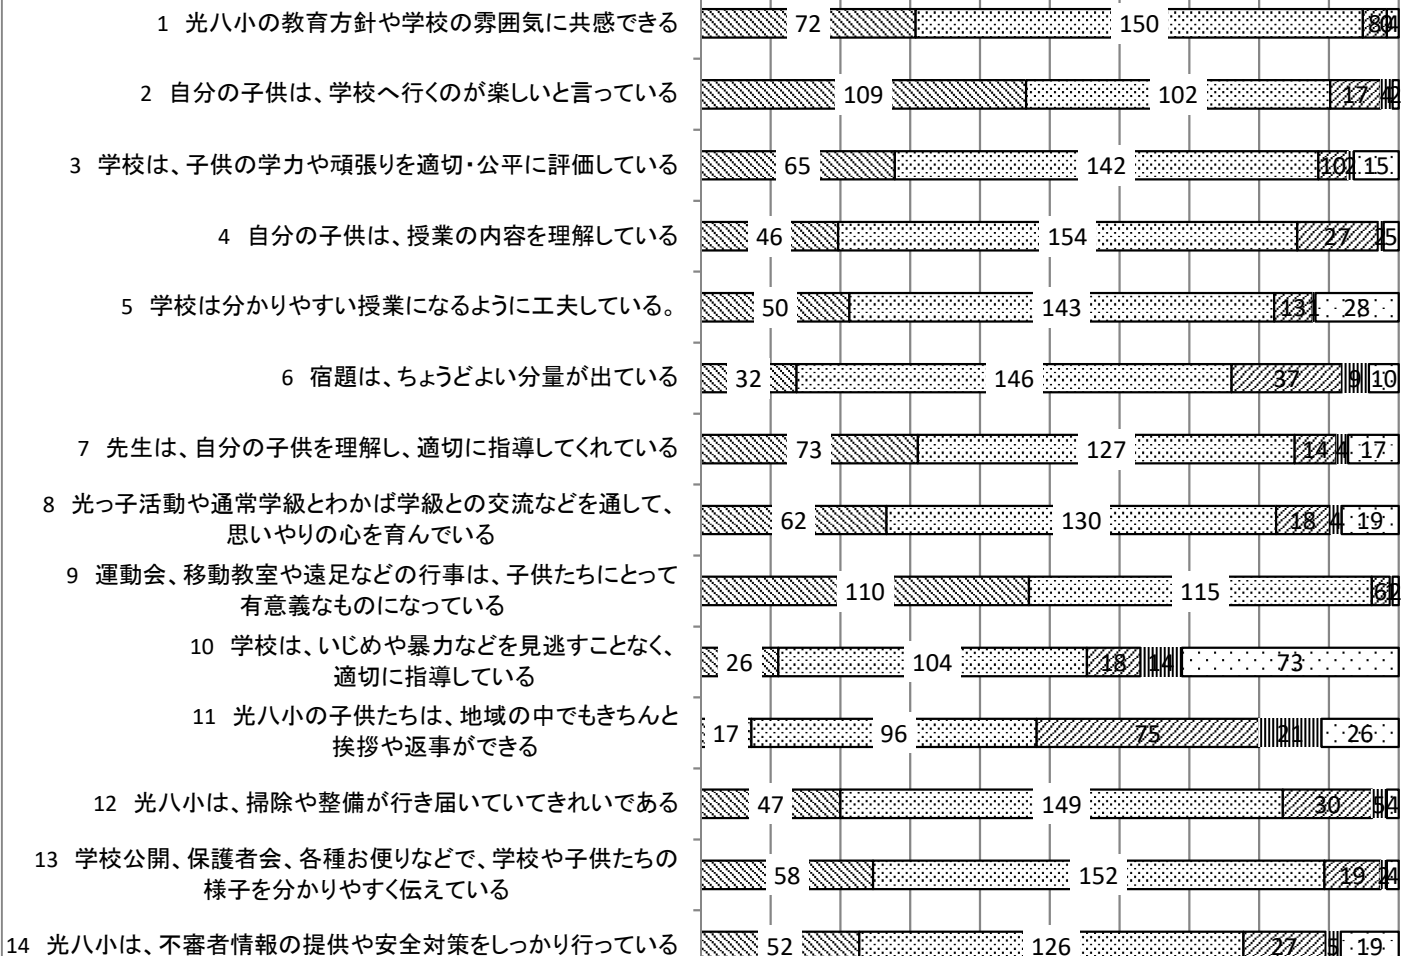 1 光八小の教育方針や学校の雰囲気に共感できる 72 150 8 0 4
2 自分の子供は、学校へ行くのが楽しいと言っている 109 102 17 4 2
3 学校は、子供の学力や頑張りを適切・公平に評価している 65 142 10 2 15
4 自分の子供は、授業の内容を理解している 46 154 27 2 5
5 学校は分かりやすい授業になるように工夫している。 50 143 13 1 28
6 宿題は、ちょうどよい分量が出ている 32 146 37 9 10
7 先生は、自分の子供を理解し、適切に指導してくれている 73 127 14 4 17
8 光っ子活動や通常学級とわかば学級との交流などを通して、
思いやりの心を育んでいる 62 130 18 4 19
9 運動会、移動教室や遠足などの行事は、子供たちにとって
有意義なものになっている 110 115 6 1 2
10 学校は、いじめや暴力などを見逃すことなく、
適切に指導している 26 104 18 14 73
11 光八小の子供たちは、地域の中でもきちんと
挨拶や返事ができる 17 96 75 21 26
12 光八小は、掃除や整備が行き届いていてきれいである 47 149 30 5 4
13 学校公開、保護者会、各種お便りなどで、学校や子供たちの
様子を分かりやすく伝えている 58 152 19 2 4
14 光八小は、不審者情報の提供や安全対策をしっかり行っている 52 126 27 5 19